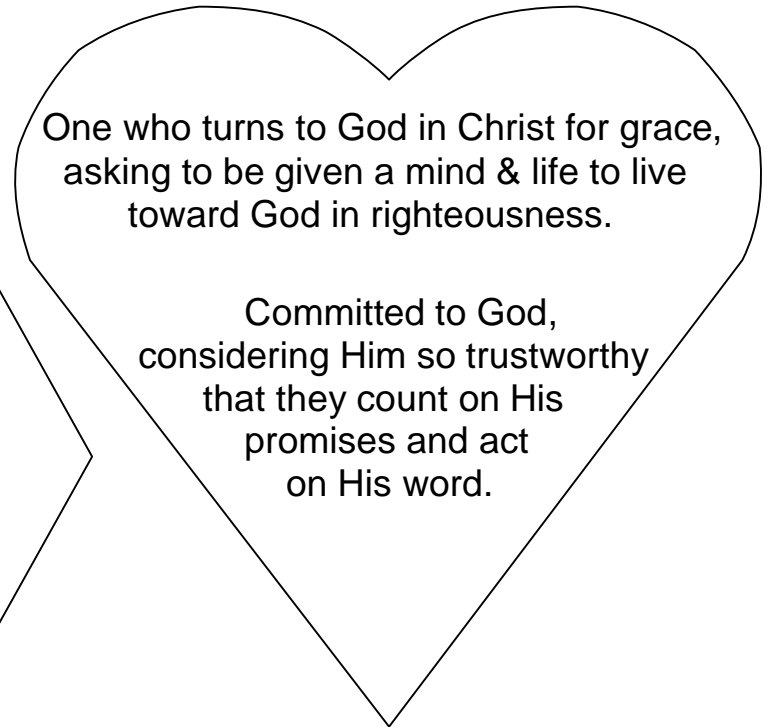 One who turns to God in Christ for grace,
asking to be given a mind & life to live
toward God in righteousness.
Committed to God,
considering Him so trustworthy
that they count on His
promises and act
on His word.